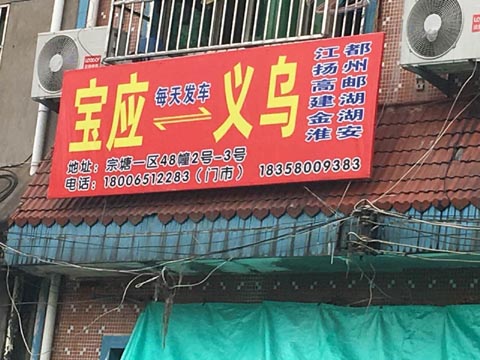 宝应 每天发车 ⇌ 义乌
江都
扬州
高邮
建湖
金湖
淮安
地址：宗塘一区48幢2号-3号
电话：18006512283（门市） 18358009383